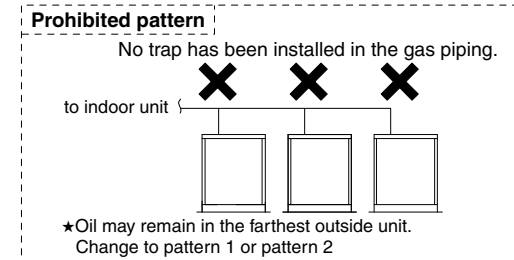 Prohibited pattern
No trap has been installed in the gas piping.
to indoor unit
★Oil may remain in the farthest outside unit.
Change to pattern 1 or pattern 2